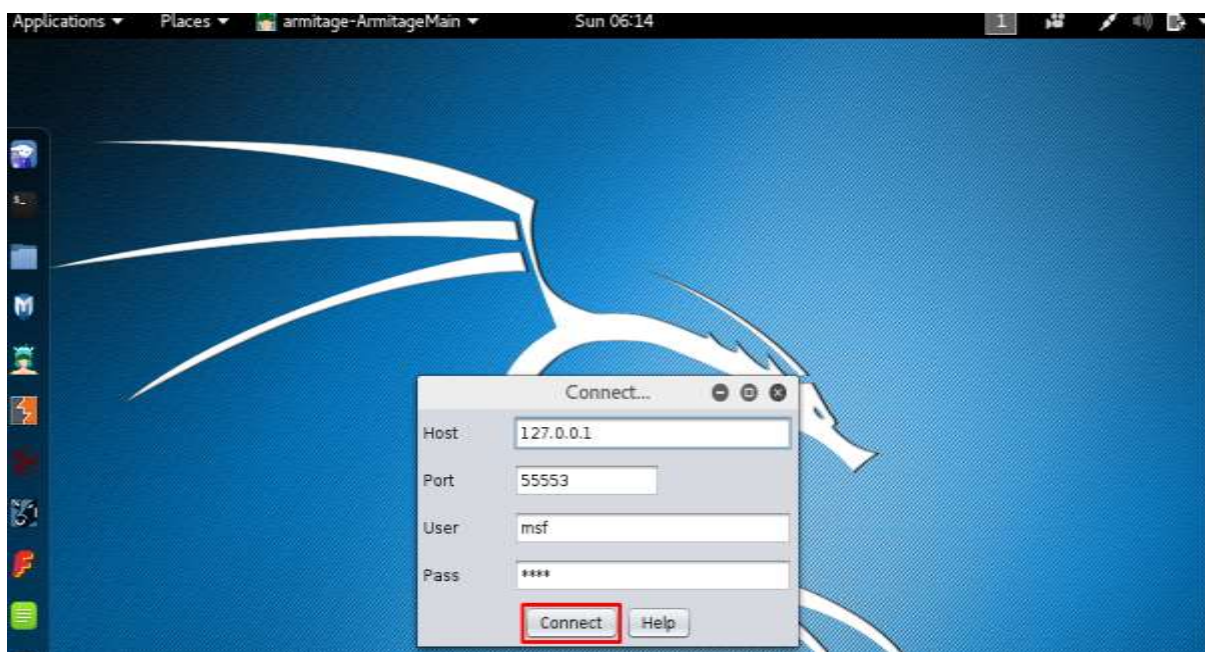 Applications ▾ Places ▾ armitage-ArmitageMain ▾ Sun 06:14 1
Connect...
Host 127.0.0.1
Port 55553
User msf
Pass ****
Connect Help